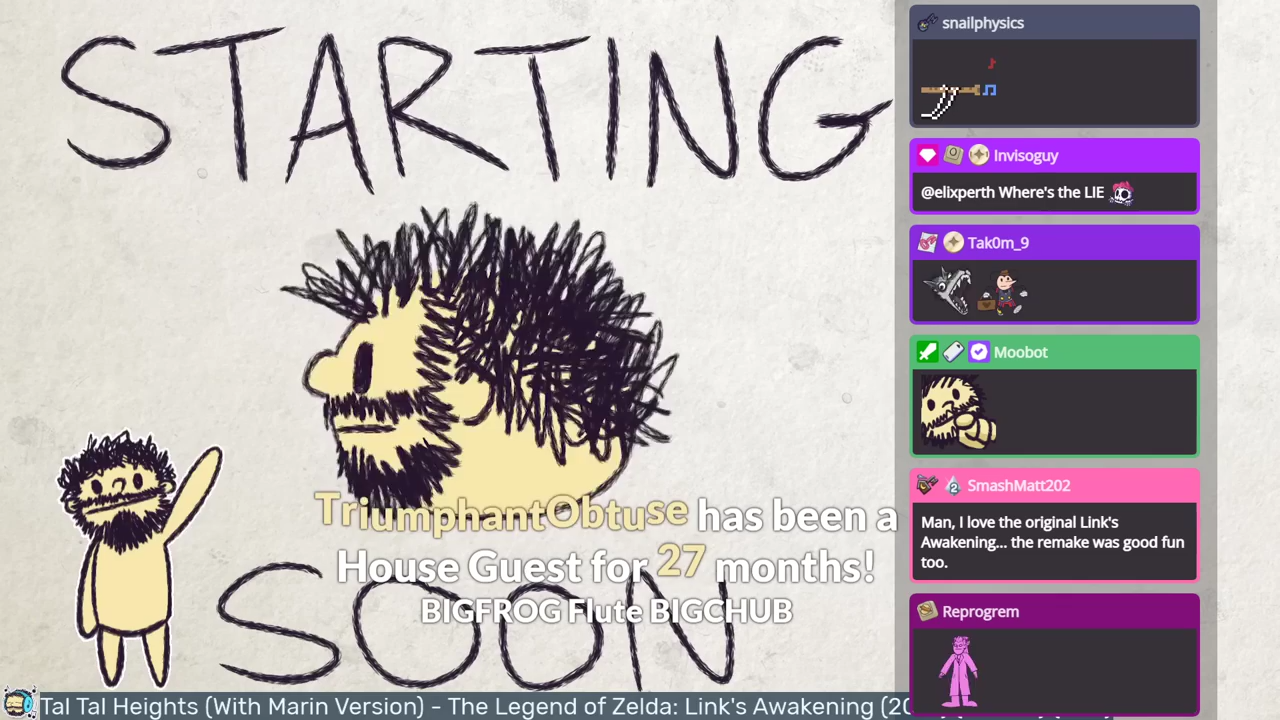 STARTING
SOON
TriumphantObtuse has been a
House Guest for 27 months!
BIGFROG Flute BIGCHUB
Tal Tal Heights (With Marin Version) - The Legend of Zelda: Link's Awakening (20
snailphysics
Invisoguy
@elixperth Where's the LIE
Tak0m_9
Moobot
SmashMatt202
Man, I love the original Link's
Awakening... the remake was good fun
too.
Reprogrem